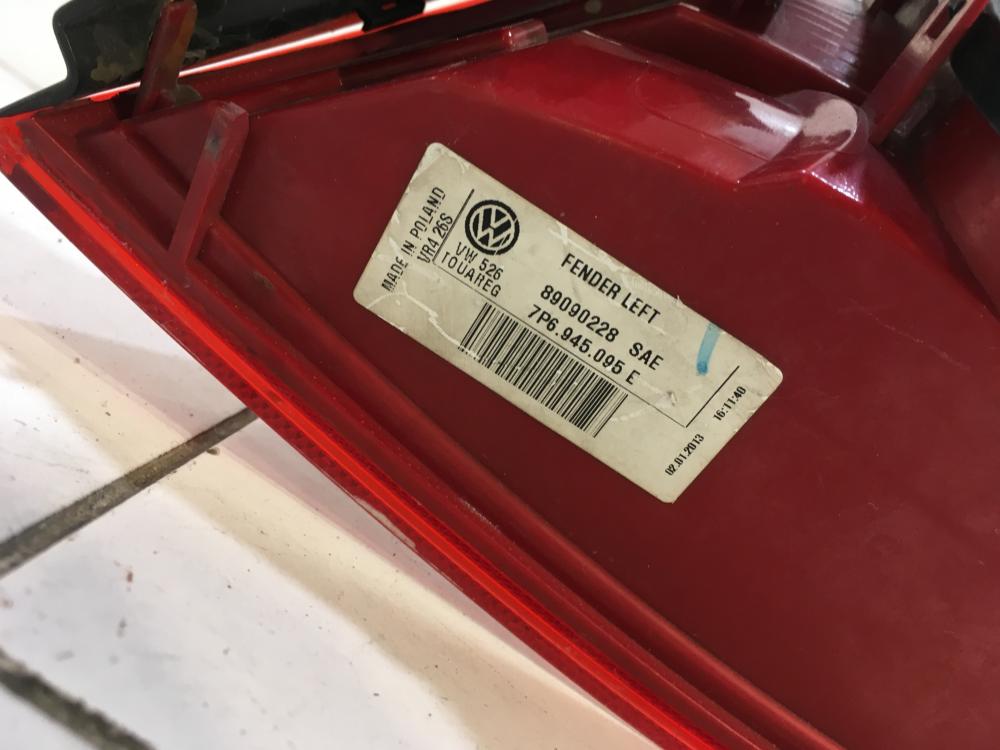 MADE IN POLAND
VR4 26S
VW 526
TOUAREG
FENDER LEFT
89090228 SAE
7P6.945.095 E
02.01.2013 16:11:40